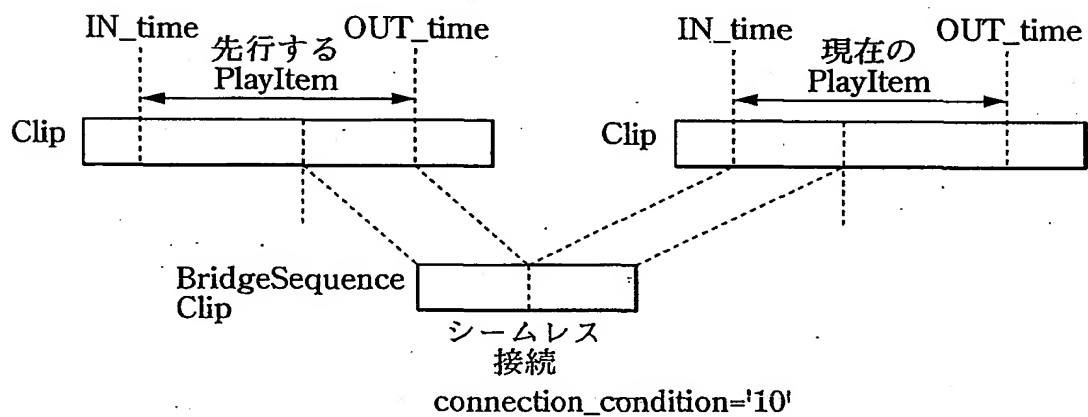 IN_time
OUT_time
先行する
PlayItem
Clip
IN_time
OUT_time
現在の
PlayItem
Clip
BridgeSequence
Clip
シームレス
接続
connection_condition='10'